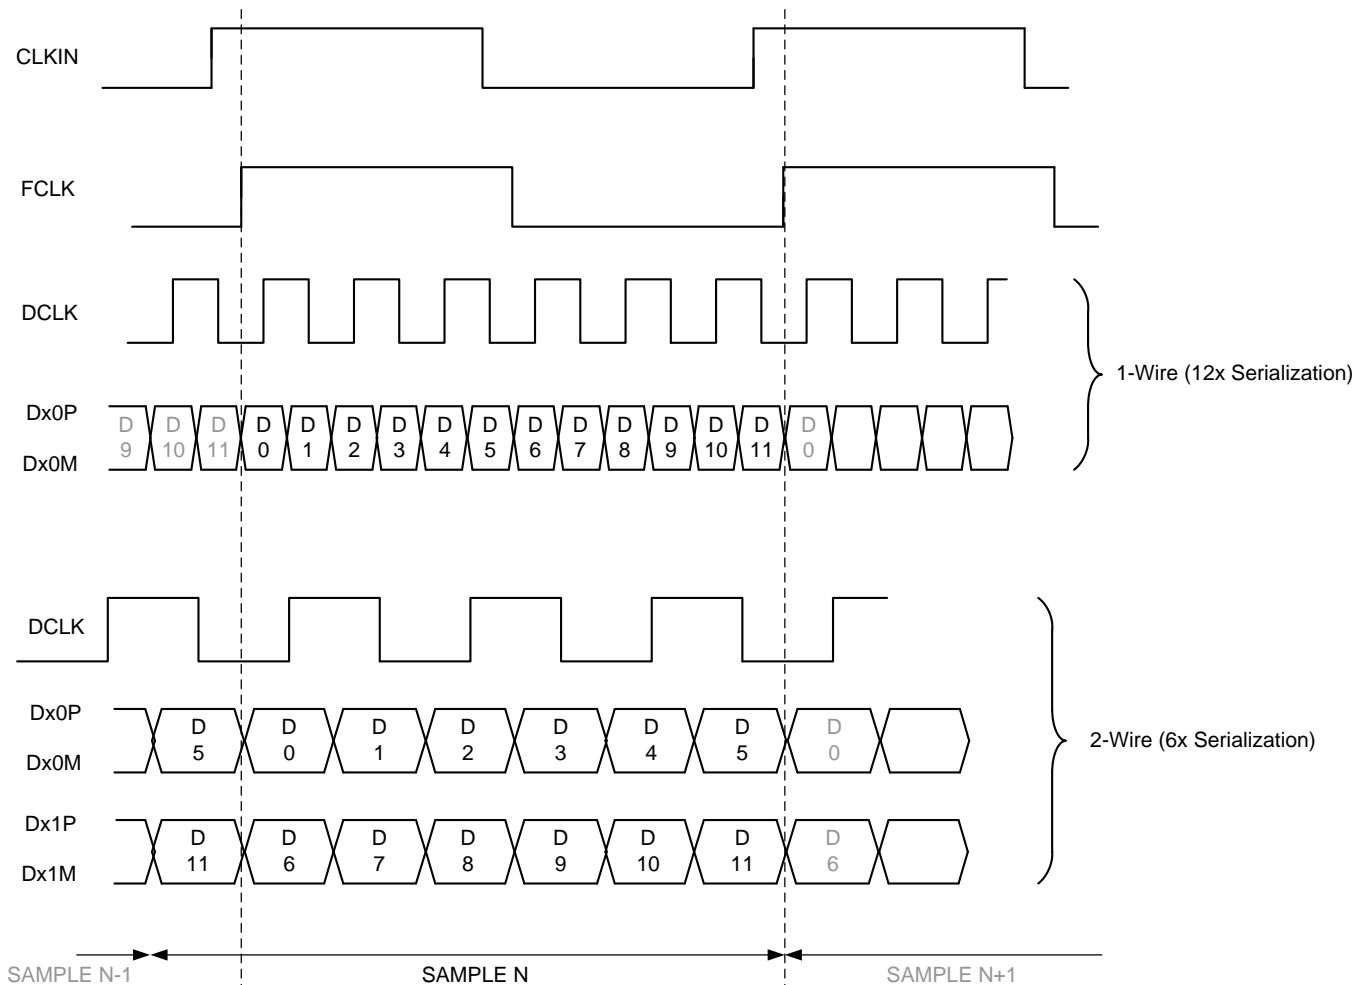 CLKIN
FCLK
DCLK
1-Wire (12x Serialization)
Dx0P
Dx0M
D D D D D D D D D D D D D D D D
9 10 11 0 1 2 3 4 5 6 7 8 9 10 11 0
DCLK
2-Wire (6x Serialization)
Dx0P
Dx0M
D D D D D D D D
5 0 1 2 3 4 5 0
Dx1P
Dx1M
D D D D D D D D
11 6 7 8 9 10 11 6
SAMPLE N-1 SAMPLE N SAMPLE N+1